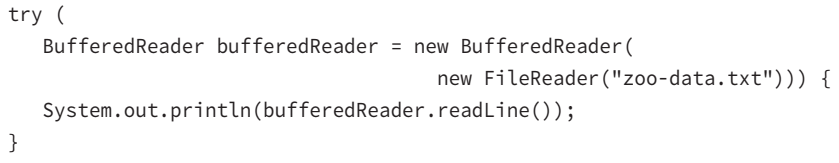 try (
   BufferedReader bufferedReader = new BufferedReader(
                                      new FileReader("zoo-data.txt"))) {
   System.out.println(bufferedReader.readLine());
}